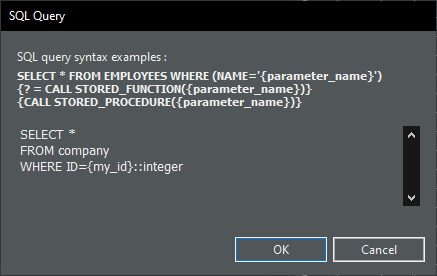 SQL Query
SQL query syntax examples :
SELECT * FROM EMPLOYEES WHERE (NAME='{parameter_name}')
{? = CALL STORED_FUNCTION({parameter_name})}
{CALL STORED_PROCEDURE({parameter_name})}
SELECT *
FROM company
WHERE ID={my_id}::integer
OK
Cancel